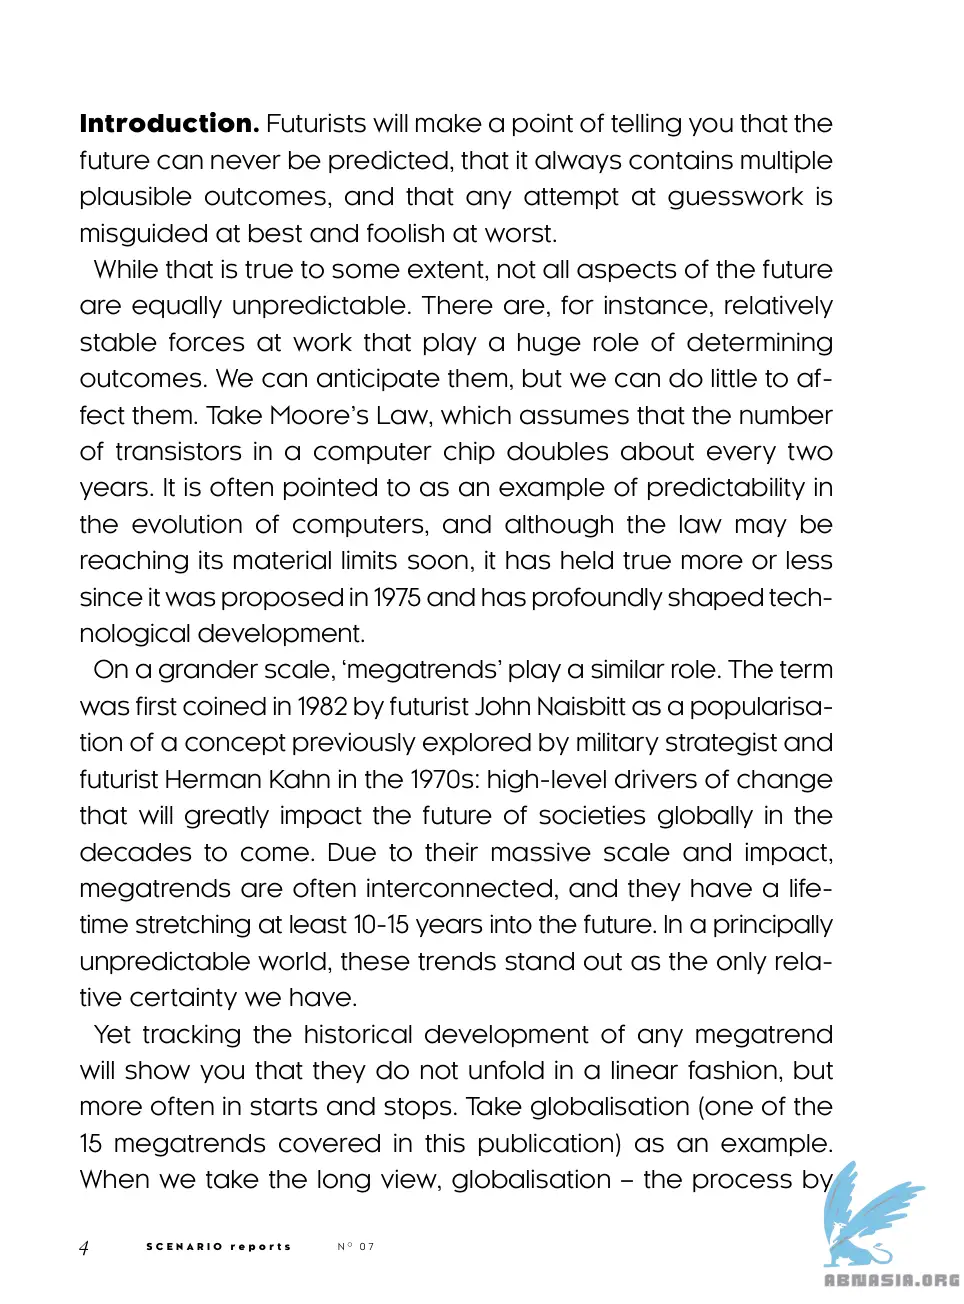 Introduction. Futurists will make a point of telling you that the
future can never be predicted, that it always contains multiple
plausible outcomes, and that any attempt at guesswork is
misguided at best and foolish at worst.
While that is true to some extent, not all aspects of the future
are equally unpredictable. There are, for instance, relatively
stable forces at work that play a huge role of determining
outcomes. We can anticipate them, but we can do little to af-
fect them. Take Moore’s Law, which assumes that the number
of transistors in a computer chip doubles about every two
years. It is often pointed to as an example of predictability in
the evolution of computers, and although the law may be
reaching its material limits soon, it has held true more or less
since it was proposed in 1975 and has profoundly shaped tech-
nological development.
On a grander scale, ‘megatrends’ play a similar role. The term
was first coined in 1982 by futurist John Naisbitt as a popularisa-
tion of a concept previously explored by military strategist and
futurist Herman Kahn in the 1970s: high-level drivers of change
that will greatly impact the future of societies globally in the
decades to come. Due to their massive scale and impact,
megatrends are often interconnected, and they have a life-
time stretching at least 10-15 years into the future. In a principally
unpredictable world, these trends stand out as the only rela-
tive certainty we have.
Yet tracking the historical development of any megatrend
will show you that they do not unfold in a linear fashion, but
more often in starts and stops. Take globalisation (one of the
15 megatrends covered in this publication) as an example.
When we take the long view, globalisation – the process by
4 SCENARIO reports Nº 07
ABNASIA.ORG